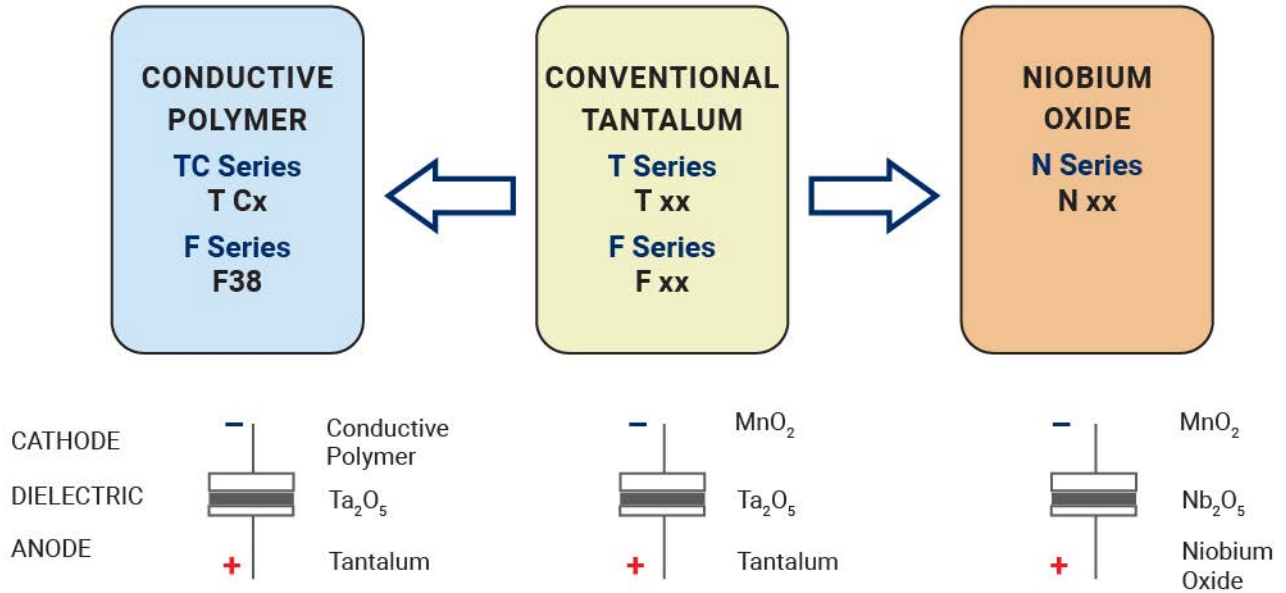 CONDUCTIVE
POLYMER
TC Series
T Cx
F Series
F38
CONVENTIONAL
TANTALUM
T Series
T xx
F Series
F xx
NIOBIUM
OXIDE
N Series
N xx
CATHODE
DIELECTRIC
ANODE
−
Conductive
Polymer
Ta₂O₅
+
Tantalum
−
MnO₂
Ta₂O₅
+
Tantalum
−
MnO₂
Nb₂O₅
+
Niobium
Oxide